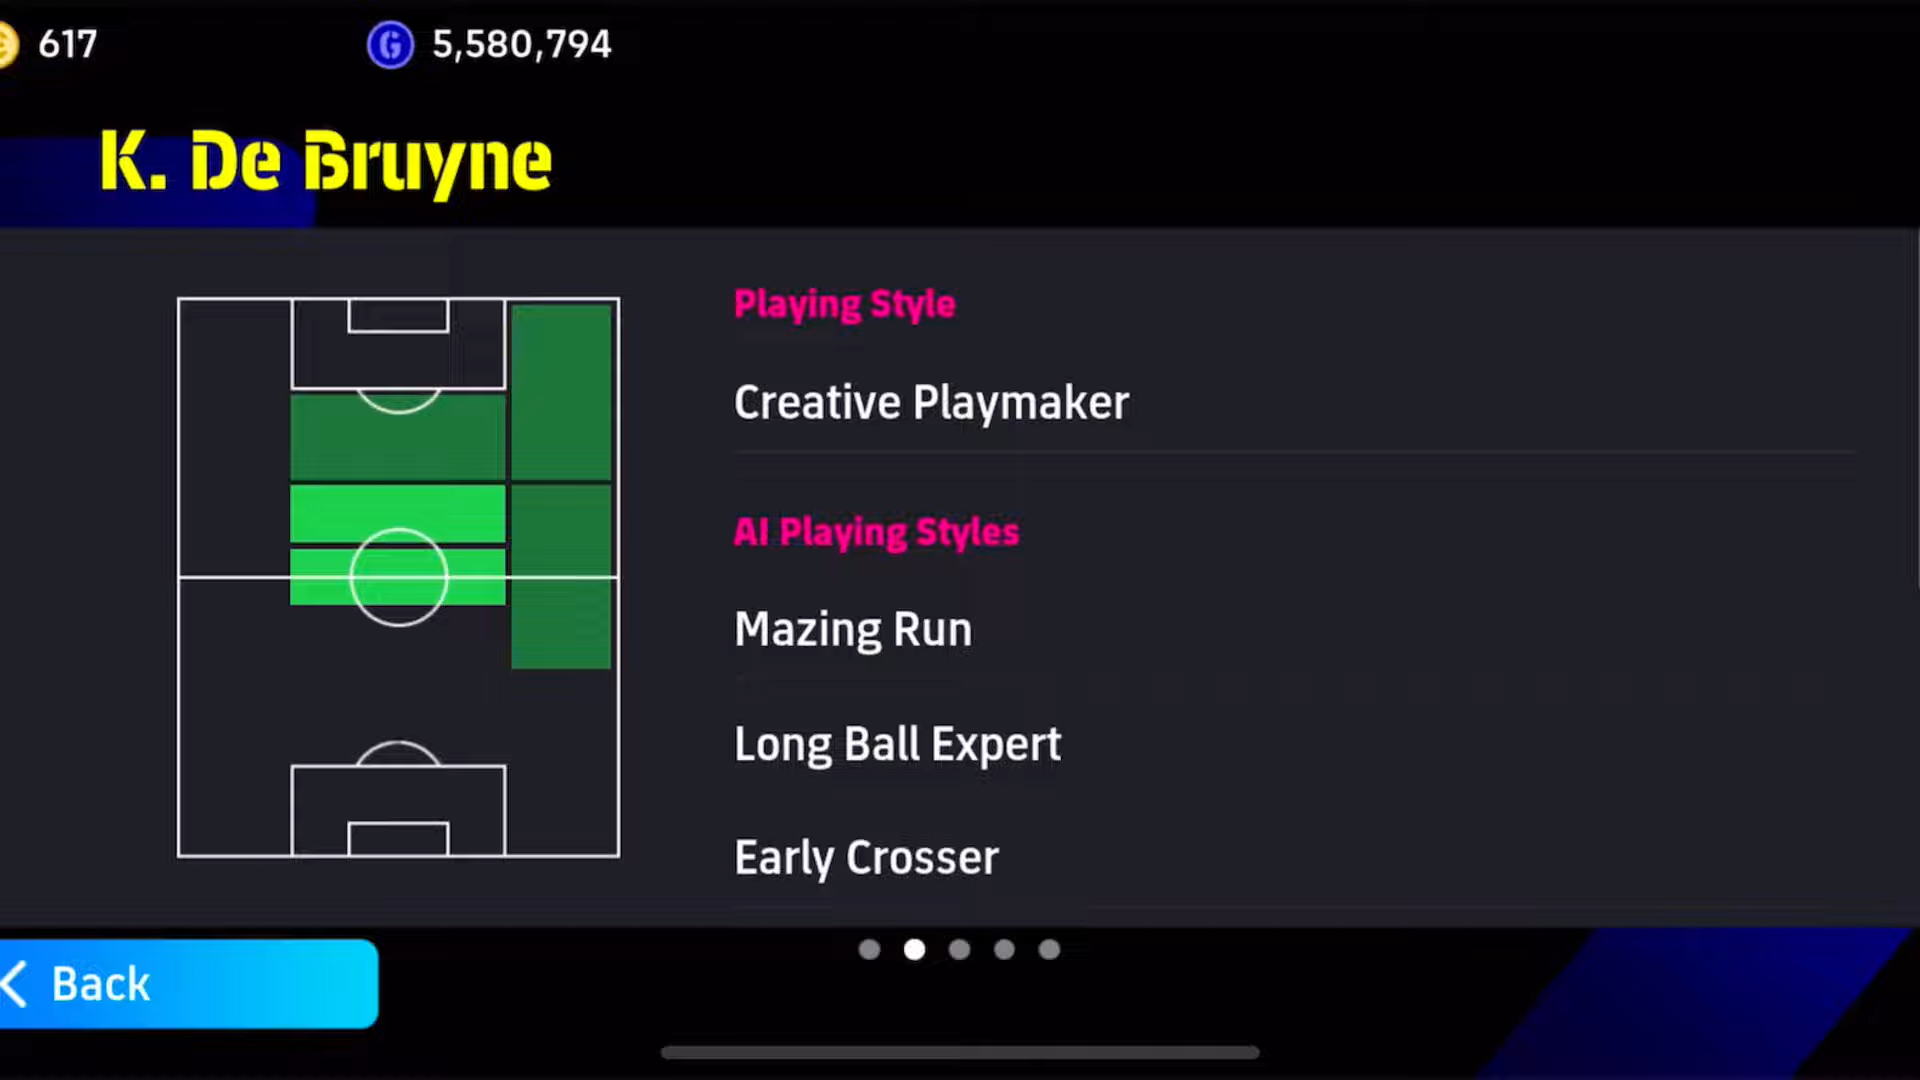 617
5,580,794
K. De Bruyne
Playing Style
Creative Playmaker
AI Playing Styles
Mazing Run
Long Ball Expert
Early Crosser
Back